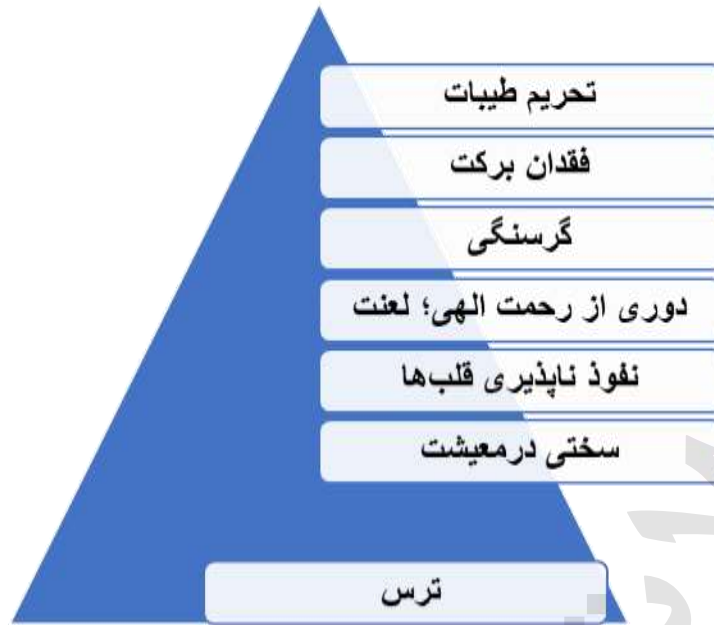 تحریم طیبات
فقدان برکت
گرسنگی
دوری از رحمت الهی؛ لعنت
نفوذ ناپذیری قلب‌ها
سختی درمعیشت
ترس